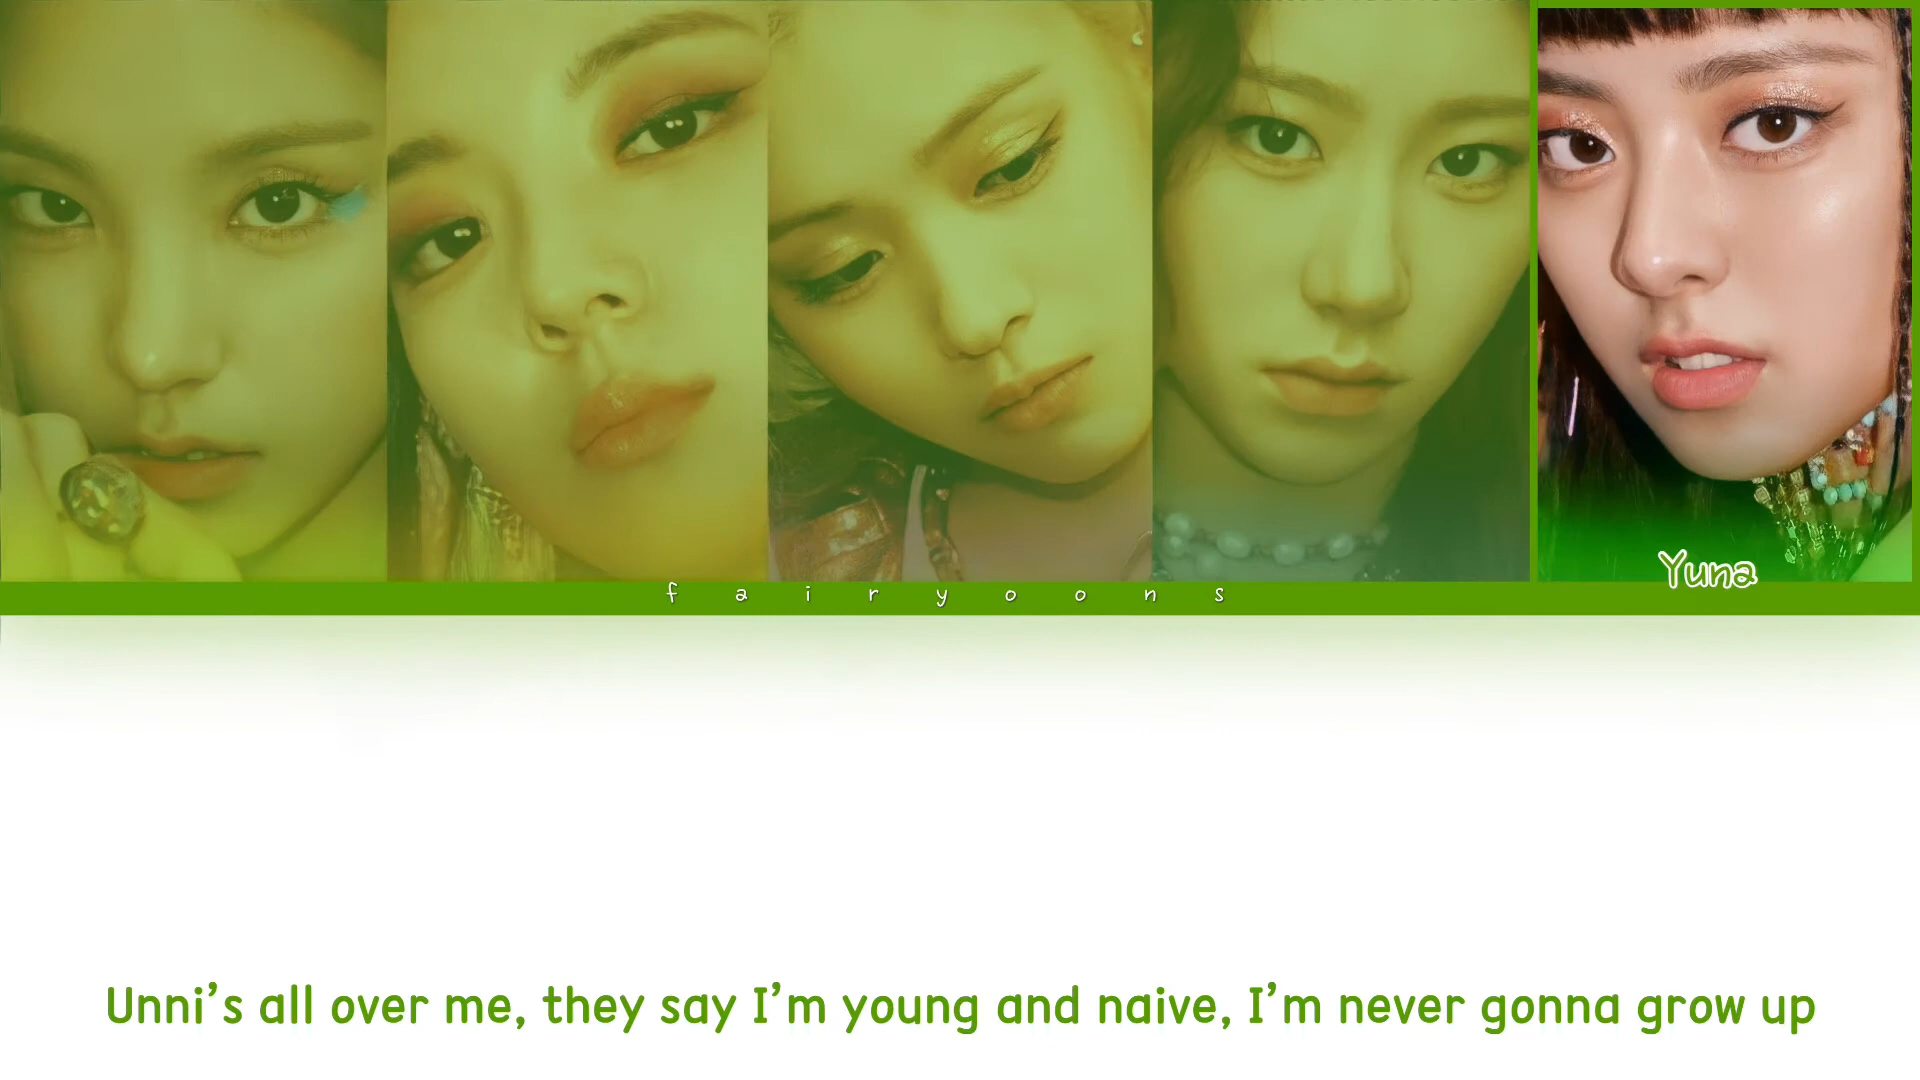 Yuna
f a i r y o o n s
Unni’s all over me, they say I’m young and naive, I’m never gonna grow up